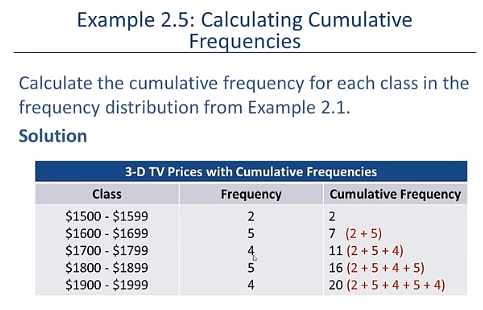 Example 2.5: Calculating Cumulative
Frequencies
Calculate the cumulative frequency for each class in the
frequency distribution from Example 2.1.
Solution
3-D TV Prices with Cumulative Frequencies
Class Frequency Cumulative Frequency
$1500 - $1599 2 2
$1600 - $1699 5 7 (2 + 5)
$1700 - $1799 4 11 (2 + 5 + 4)
$1800 - $1899 5 16 (2 + 5 + 4 + 5)
$1900 - $1999 4 20 (2 + 5 + 4 + 5 + 4)